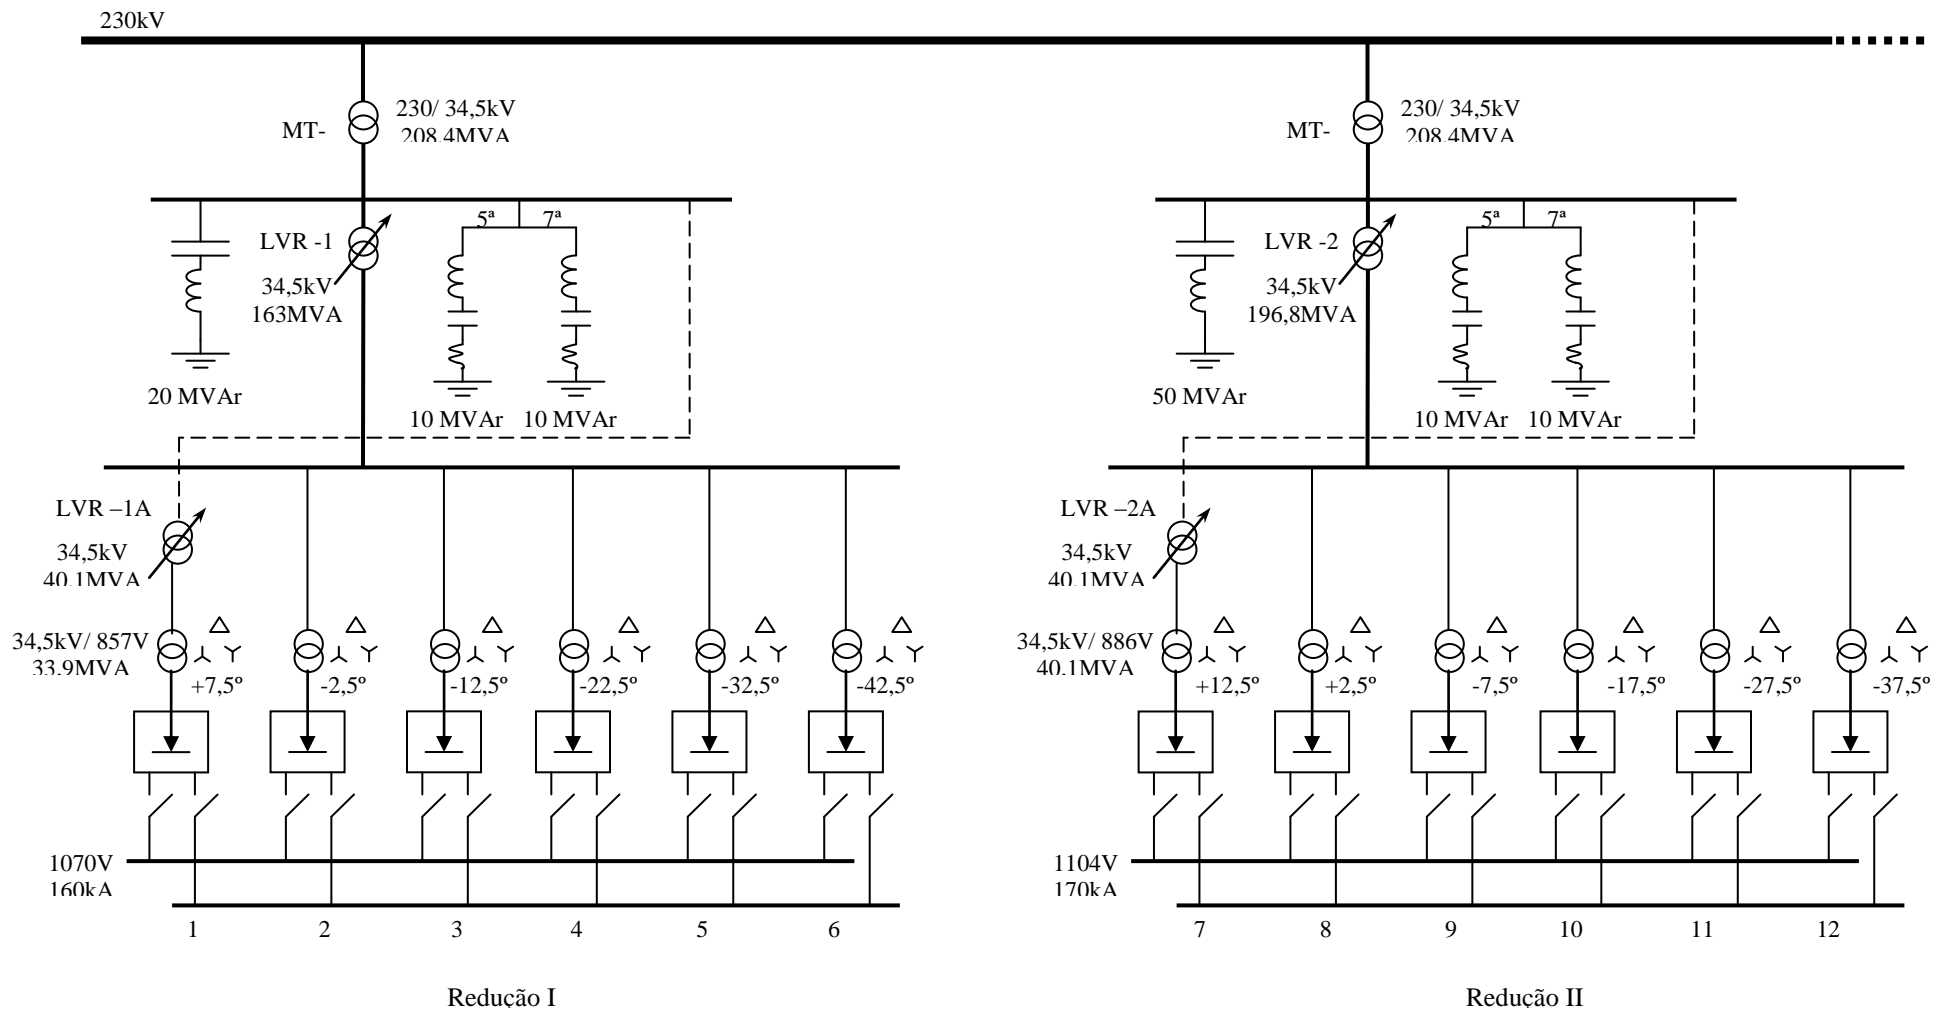 230kV
230/ 34,5kV
208.4MVA
MT-
230/ 34,5kV
208.4MVA
MT-
5ª
7ª
LVR -1
34,5kV
163MVA
20 MVAr
10 MVAr
10 MVAr
5ª
7ª
LVR -2
34,5kV
196,8MVA
50 MVAr
10 MVAr
10 MVAr
LVR –1A
34,5kV
40.1MVA
LVR –2A
34,5kV
40.1MVA
34,5kV/ 857V
33.9MVA
+7,5º
-2,5º
-12,5º
-22,5º
-32,5º
-42,5º
34,5kV/ 886V
40.1MVA
+12,5º
+2,5º
-7,5º
-17,5º
-27,5º
-37,5º
1070V
160kA
1104V
170kA
1
2
3
4
5
6
7
8
9
10
11
12
Redução I
Redução II